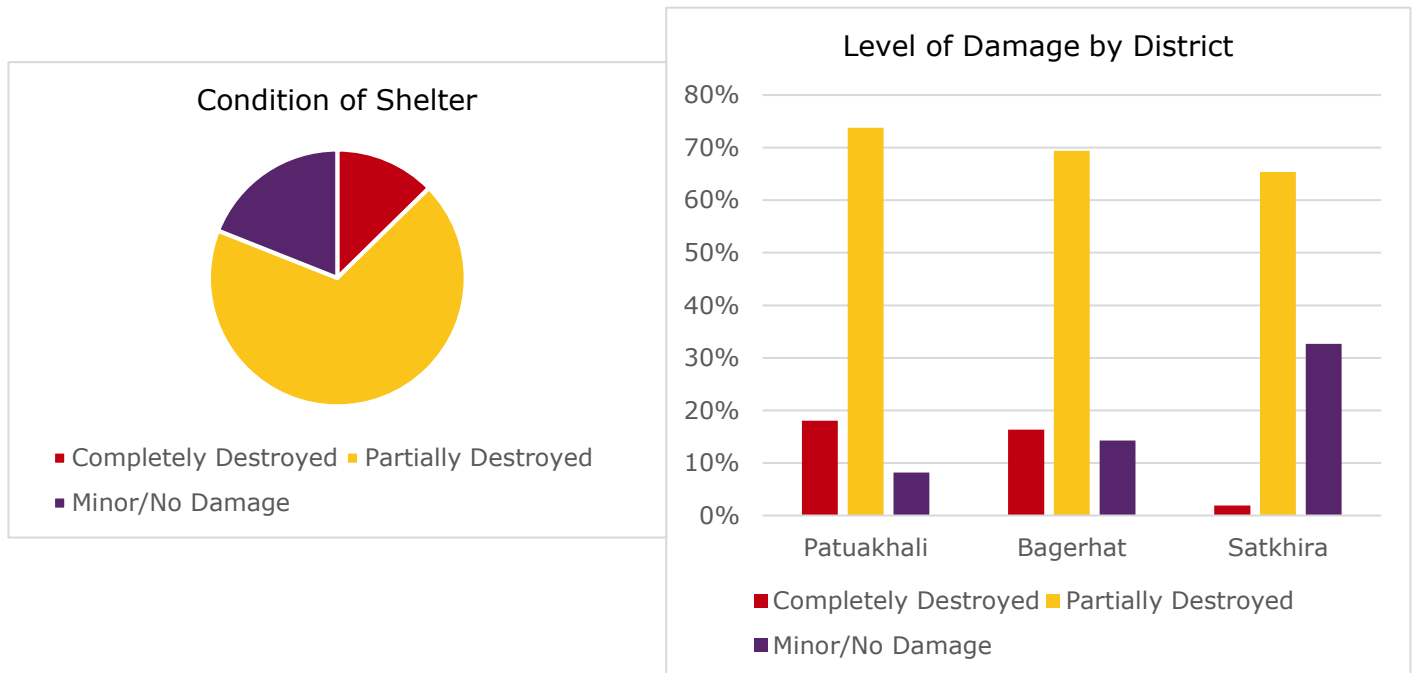 Condition of Shelter
Completely Destroyed Partially Destroyed
Minor/No Damage
Level of Damage by District
80%
70%
60%
50%
40%
30%
20%
10%
0%
Patuakhali Bagerhat Satkhira
Completely Destroyed Partially Destroyed
Minor/No Damage